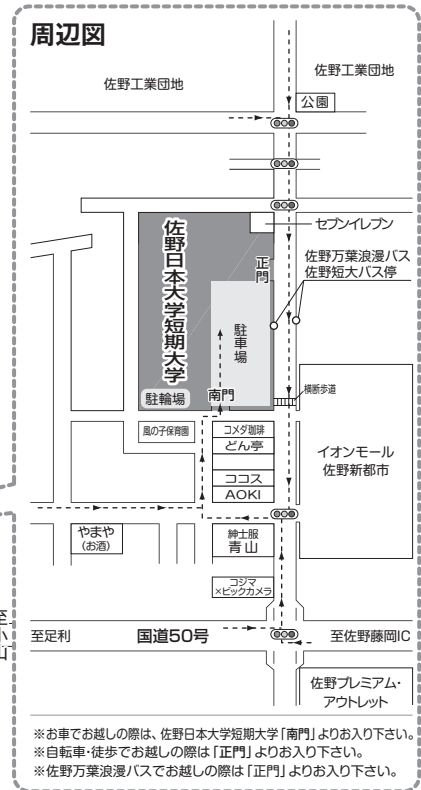 周辺図
佐野工業団地
佐野工業団地
公園
セブンイレブン
佐野日本大学短期大学
正門
佐野万葉浪漫バス
佐野短大バス停
駐車場
横断歩道
駐輪場
南門
風の子保育園
コメダ珈琲
どん亭
イオンモール
佐野新都市
ココス
AOKI
やまや
(お酒)
紳士服
青山
コジマ
×ビックカメラ
至小山
至足利
国道50号
至佐野藤岡IC
佐野プレミアム・
アウトレット
※お車でお越しの際は、佐野日本大学短期大学「南門」よりお入り下さい。
※自転車・徒歩でお越しの際は「正門」よりお入り下さい。
※佐野万葉浪漫バスでお越しの際は「正門」よりお入り下さい。